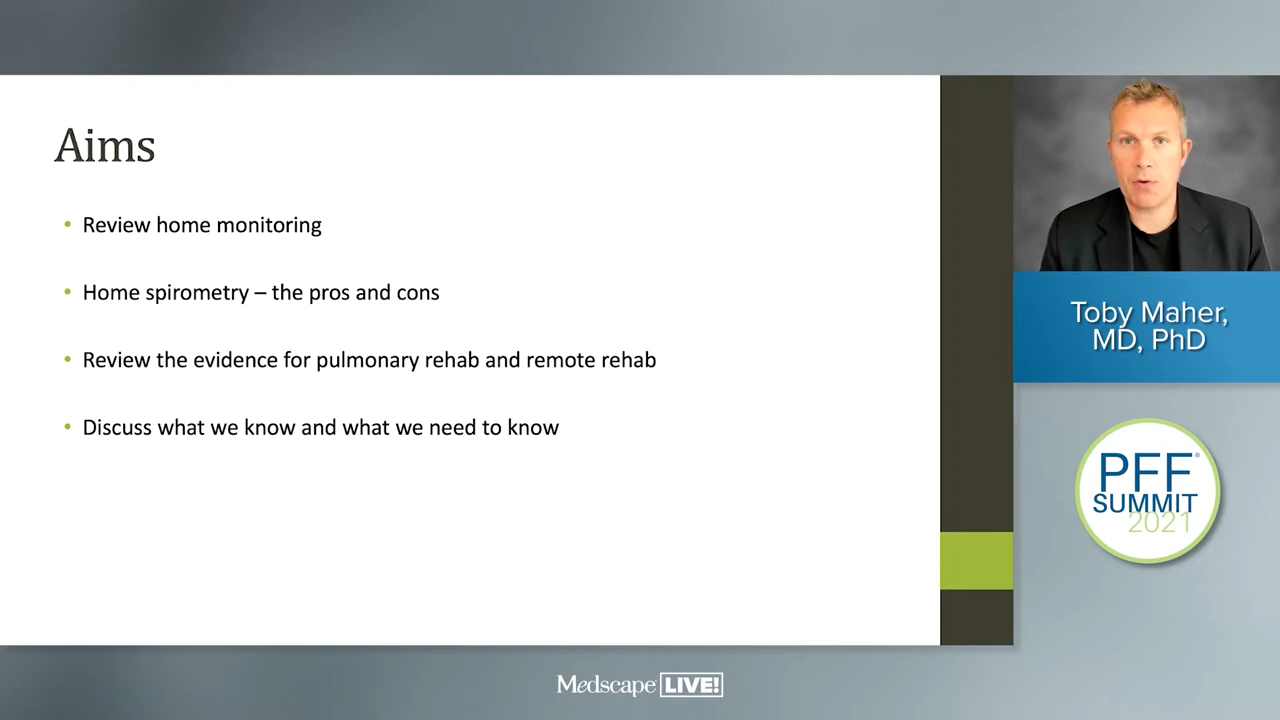 Aims
• Review home monitoring
• Home spirometry – the pros and cons
• Review the evidence for pulmonary rehab and remote rehab
• Discuss what we know and what we need to know
Toby Maher,
MD, PhD
PFF®
SUMMIT
2021
Medscape LIVE!